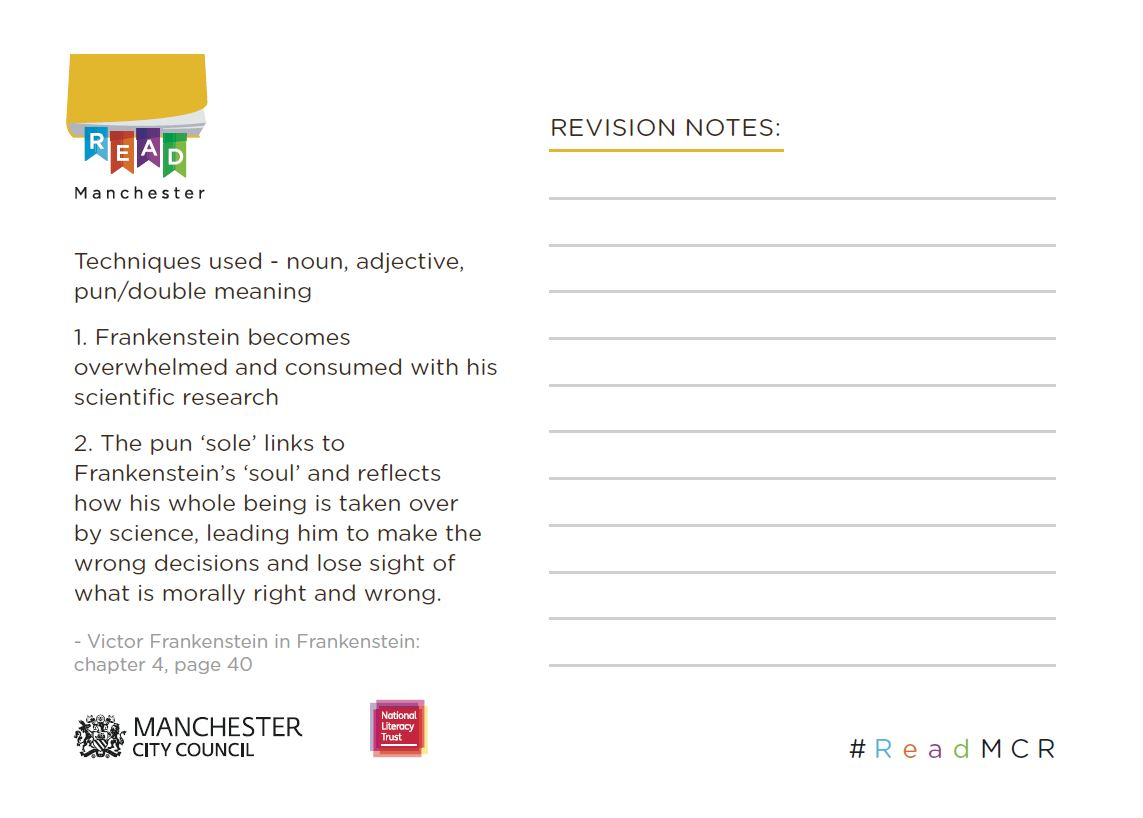 READ
Manchester
Techniques used - noun, adjective,
pun/double meaning
1. Frankenstein becomes
overwhelmed and consumed with his
scientific research
2. The pun ‘sole’ links to
Frankenstein’s ‘soul’ and reflects
how his whole being is taken over
by science, leading him to make the
wrong decisions and lose sight of
what is morally right and wrong.
- Victor Frankenstein in Frankenstein:
chapter 4, page 40
MANCHESTER
CITY COUNCIL
National
Literacy
Trust
REVISION NOTES:
#ReadMCR